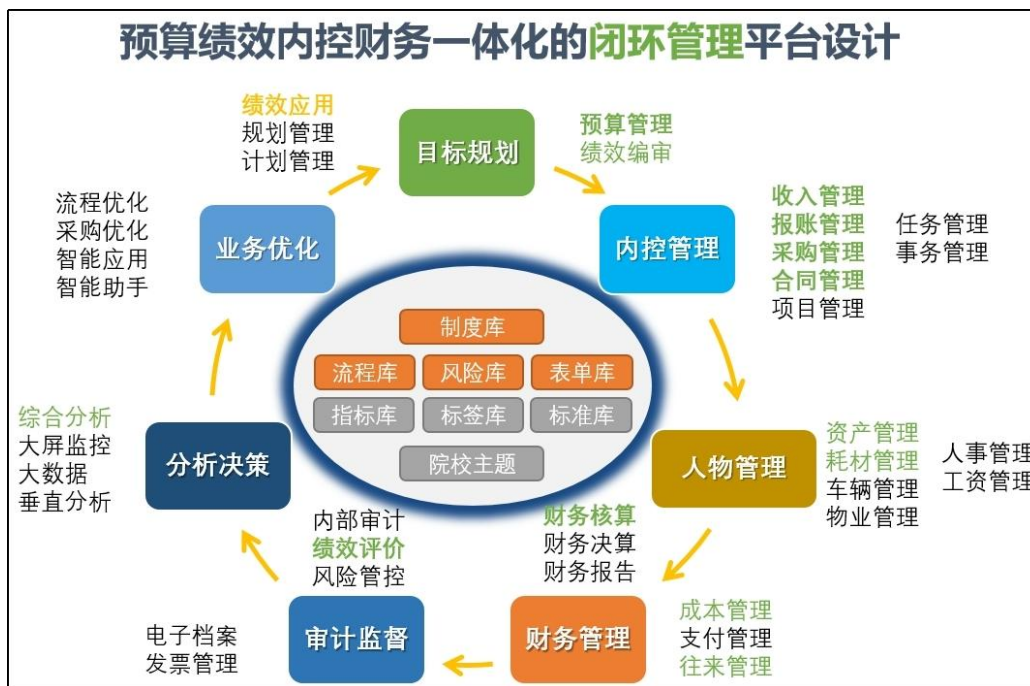 预算绩效内控财务一体化的闭环管理平台设计
绩效应用
规划管理
计划管理
目标规划
预算管理
绩效编审
流程优化
采购优化
智能应用
智能助手
业务优化
内控管理
收入管理
报账管理
采购管理
合同管理
项目管理
任务管理
事务管理
制度库
流程库 风险库 表单库
指标库 标签库 标准库
院校主题
综合分析
大屏监控
大数据
垂直分析
分析决策
人物管理
资产管理
耗材管理
车辆管理
物业管理
人事管理
工资管理
内部审计
绩效评价
风险管控
财务核算
财务决算
财务报告
电子档案
发票管理
审计监督
财务管理
成本管理
支付管理
往来管理